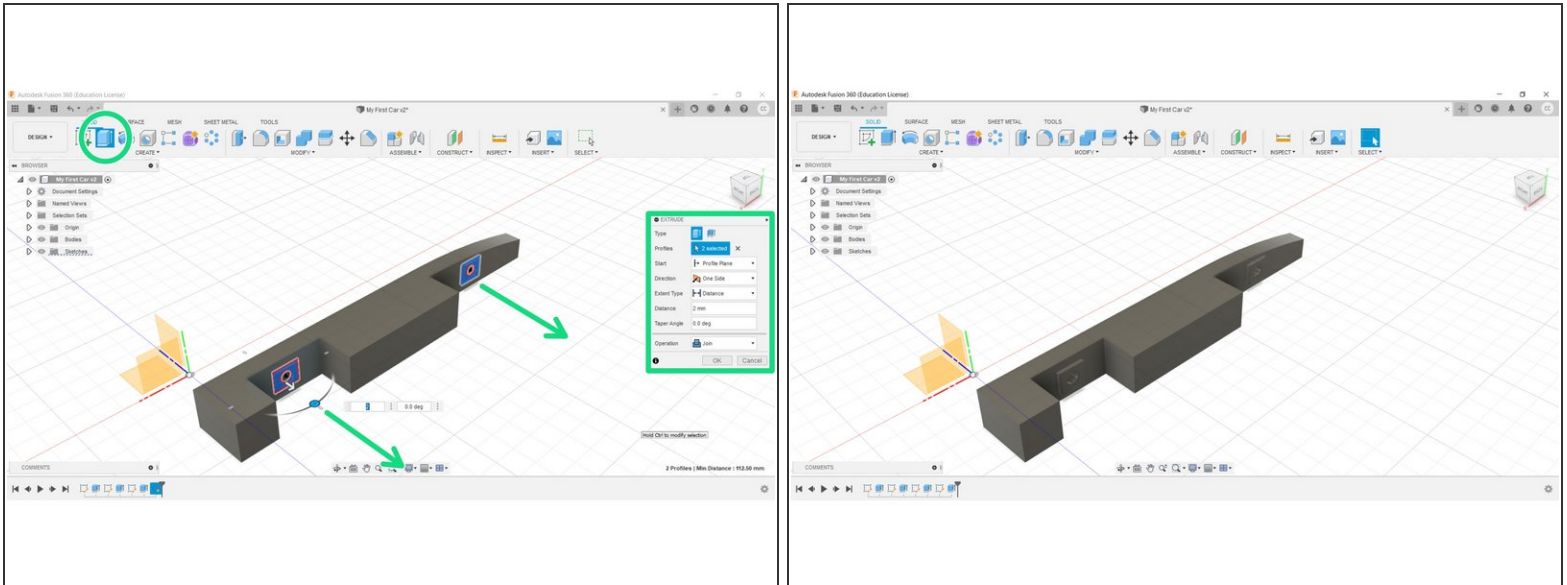 Autodesk Fusion 360 (Education License)
My First Car v2*
CC
RFACE MESH SHEET METAL TOOLS
DESIGN
CREATE MODIFY ASSEMBLE CONSTRUCT INSPECT INSERT SELECT
BROWSER
My First Car v2
Document Settings
Named Views
Selection Sets
Origin
Bodies
Sketches
EXTRUDE
Type
Profiles 2 selected
Start Profile Plane
Direction One Side
Extent Type Distance
Distance 2 mm
Taper Angle 0.0 deg
Operation Join
OK Cancel
0.0 deg
Hold Ctrl to modify selection
COMMENTS
2 Profiles | Min Distance : 112.50 mm
Autodesk Fusion 360 (Education License)
My First Car v2*
CC
SOLID SURFACE MESH SHEET METAL TOOLS
DESIGN
CREATE MODIFY ASSEMBLE CONSTRUCT INSPECT INSERT SELECT
BROWSER
My First Car v2
Document Settings
Named Views
Selection Sets
Origin
Bodies
Sketches
COMMENTS